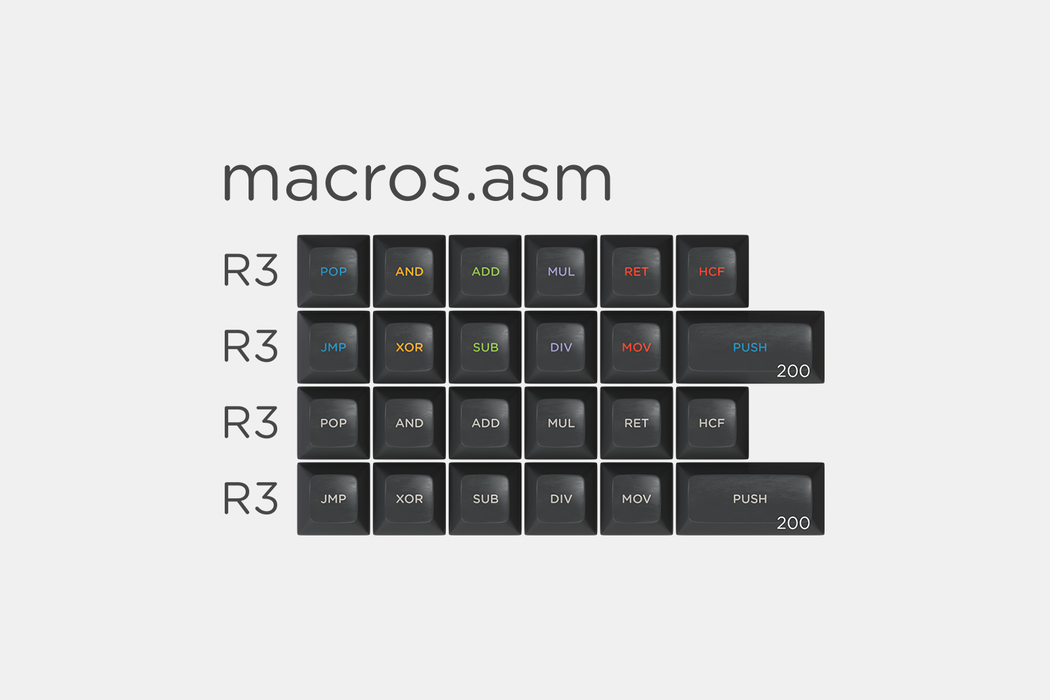 macros.asm
R3 POP AND ADD MUL RET HCF
R3 JMP XOR SUB DIV MOV PUSH 200
R3 POP AND ADD MUL RET HCF
R3 JMP XOR SUB DIV MOV PUSH 200